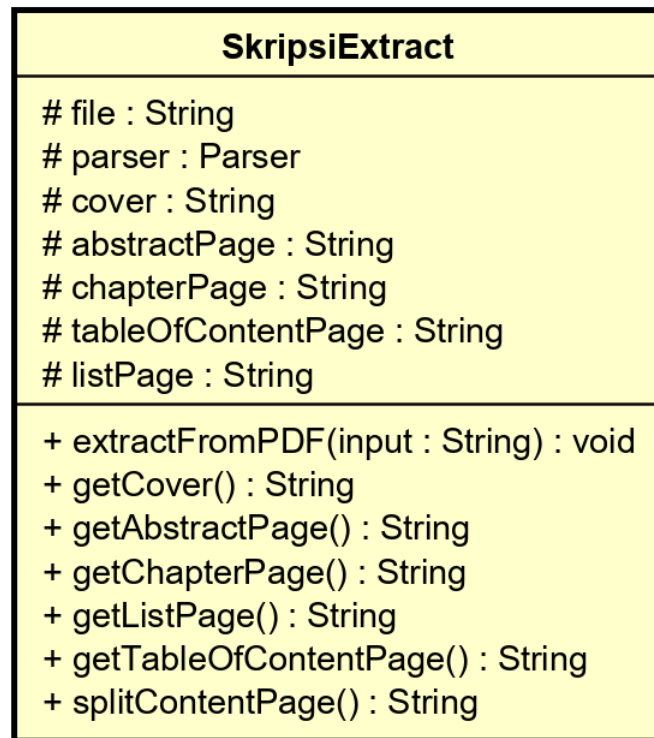 SkripsiExtract
# file : String
# parser : Parser
# cover : String
# abstractPage : String
# chapterPage : String
# tableOfContentPage : String
# listPage : String
+ extractFromPDF(input : String) : void
+ getCover() : String
+ getAbstractPage() : String
+ getChapterPage() : String
+ getListPage() : String
+ getTableOfContentPage() : String
+ splitContentPage() : String